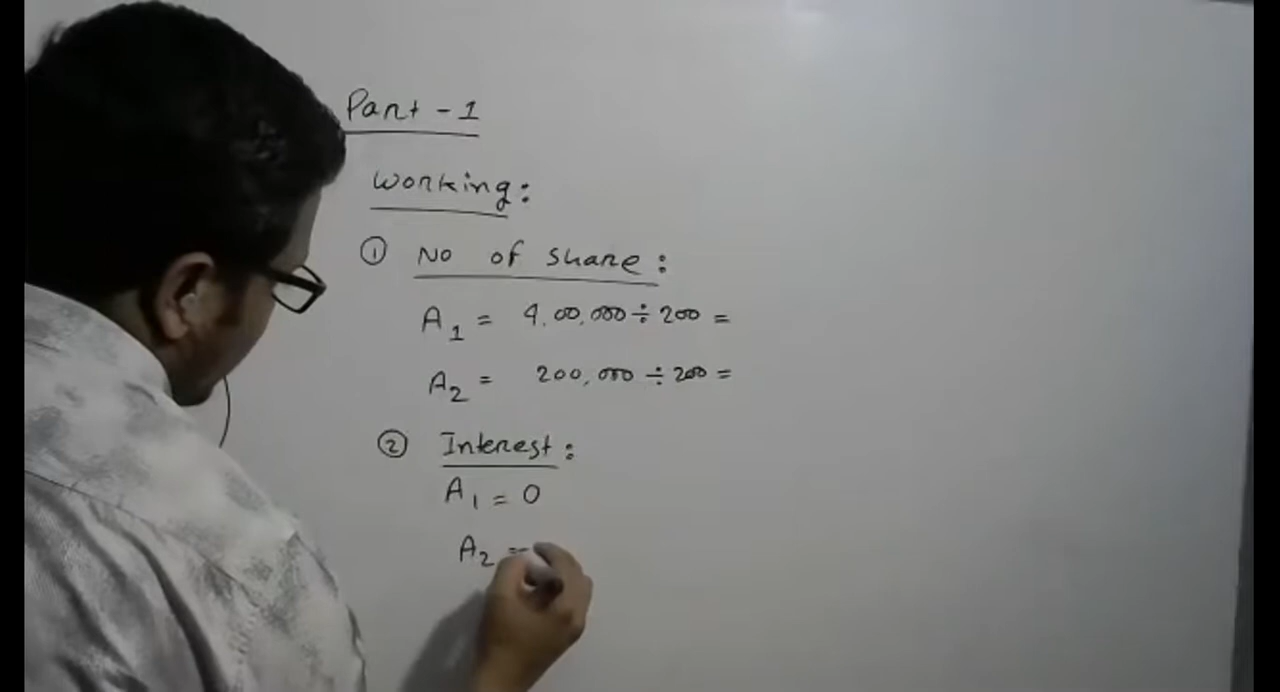 Part - 1
Working:
① No of share:
A1 = 4,00,000 ÷ 200 =
A2 = 200,000 ÷ 200 =
② Interest:
A1 = 0
A2 =